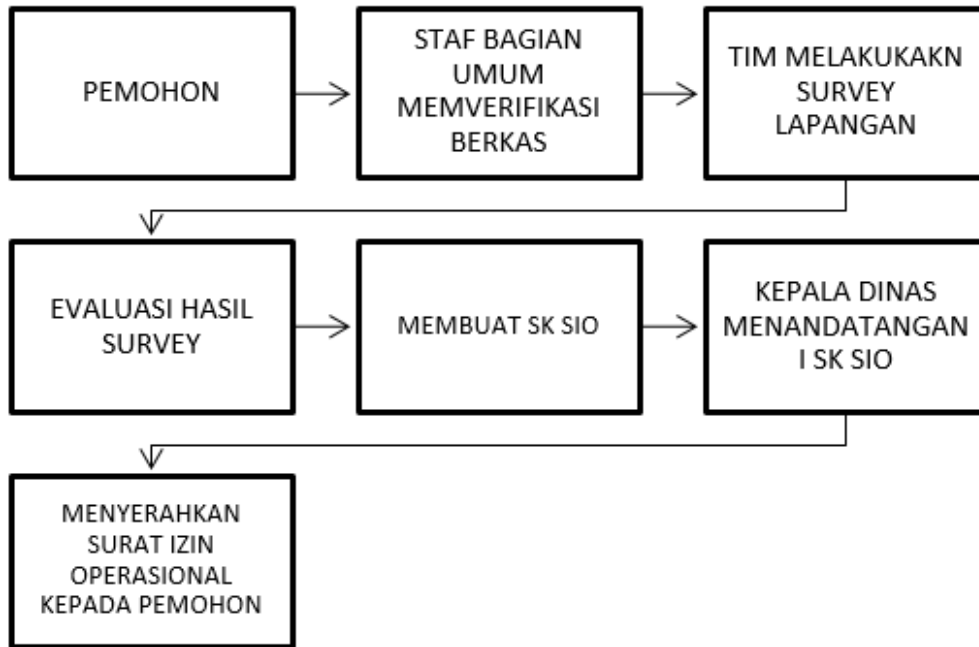 PEMOHON
STAF BAGIAN
UMUM
MEMVERIFIKASI
BERKAS
TIM MELAKUKAKN
SURVEY
LAPANGAN
EVALUASI HASIL
SURVEY
MEMBUAT SK SIO
KEPALA DINAS
MENANDATANGAN
I SK SIO
MENYERAHKAN
SURAT IZIN
OPERASIONAL
KEPADA PEMOHON